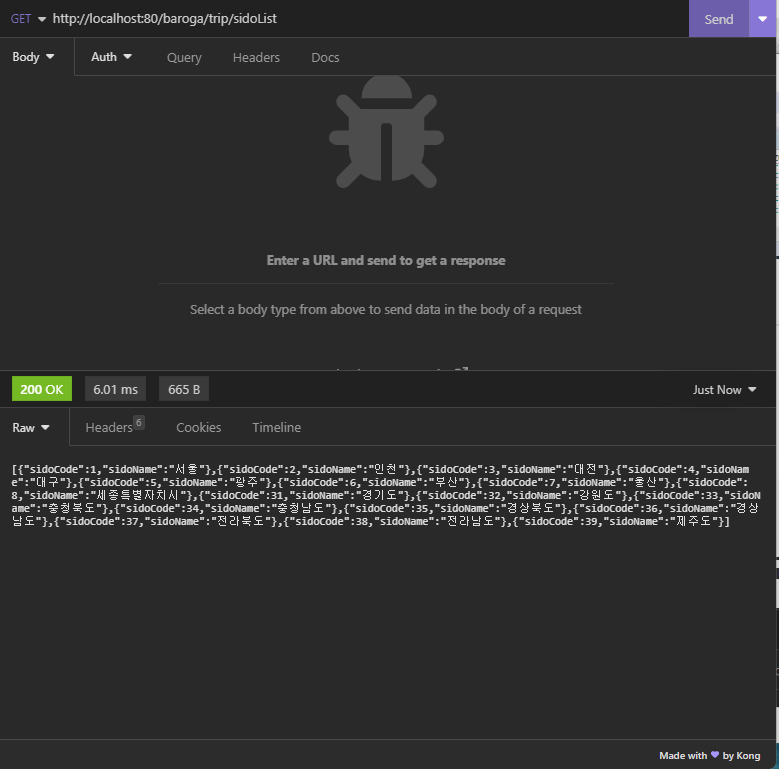 GET http://localhost:80/baroga/trip/sidoList Send
Body Auth Query Headers Docs
Enter a URL and send to get a response
Select a body type from above to send data in the body of a request
200 OK 6.01 ms 665 B Just Now
Raw Headers 6 Cookies Timeline
[{"sidoCode":1,"sidoName":"서울"},{"sidoCode":2,"sidoName":"인천"},{"sidoCode":3,"sidoName":"대전"},{"sidoCode":4,"sidoNam
e":"대구"},{"sidoCode":5,"sidoName":"광주"},{"sidoCode":6,"sidoName":"부산"},{"sidoCode":7,"sidoName":"울산"},{"sidoCode":
8,"sidoName":"세종특별자치시"},{"sidoCode":31,"sidoName":"경기도"},{"sidoCode":32,"sidoName":"강원도"},{"sidoCode":33,"sidoN
ame":"충청북도"},{"sidoCode":34,"sidoName":"충청남도"},{"sidoCode":35,"sidoName":"경상북도"},{"sidoCode":36,"sidoName":"경상
남도"},{"sidoCode":37,"sidoName":"전라북도"},{"sidoCode":38,"sidoName":"전라남도"},{"sidoCode":39,"sidoName":"제주도"}]
Made with by Kong